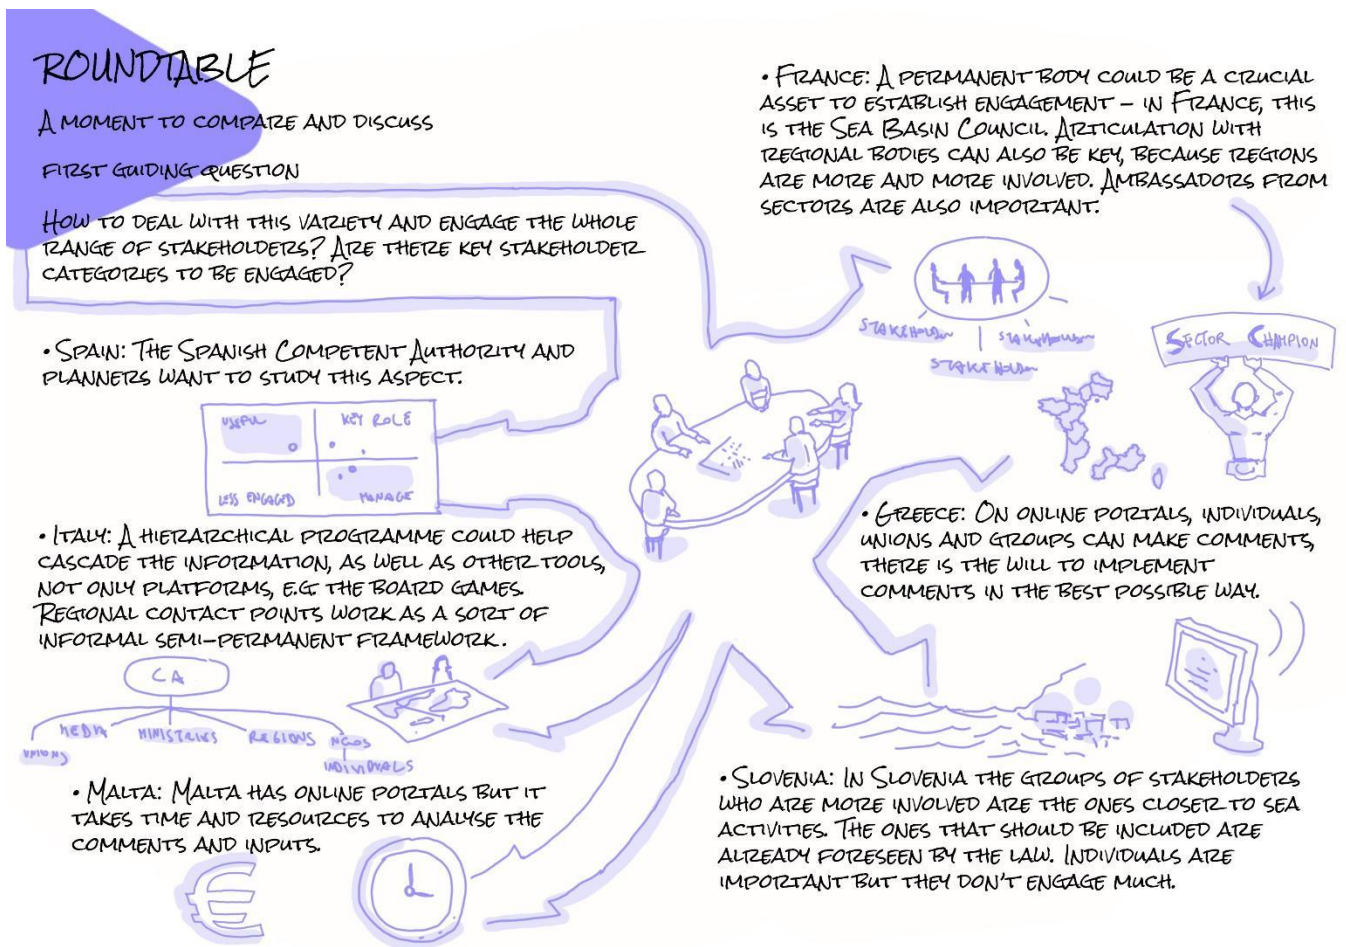 ROUNDTABLE
A MOMENT TO COMPARE AND DISCUSS
FIRST GUIDING QUESTION
HOW TO DEAL WITH THIS VARIETY AND ENGAGE THE WHOLE
RANGE OF STAKEHOLDERS? ARE THERE KEY STAKEHOLDER
CATEGORIES TO BE ENGAGED?
• SPAIN: THE SPANISH COMPETENT AUTHORITY AND
PLANNERS WANT TO STUDY THIS ASPECT.
USEFUL
KEY ROLE
LESS ENGAGED
MANAGE
• ITALY: A HIERARCHICAL PROGRAMME COULD HELP
CASCADE THE INFORMATION, AS WELL AS OTHER TOOLS,
NOT ONLY PLATFORMS, E.G. THE BOARD GAMES.
REGIONAL CONTACT POINTS WORK AS A SORT OF
INFORMAL SEMI-PERMANENT FRAMEWORK.
CA
UNIONS
MEDIA
MINISTRIES
REGIONS
NGOS
INDIVIDUALS
• MALTA: MALTA HAS ONLINE PORTALS BUT IT
TAKES TIME AND RESOURCES TO ANALYSE THE
COMMENTS AND INPUTS.
€
• FRANCE: A PERMANENT BODY COULD BE A CRUCIAL
ASSET TO ESTABLISH ENGAGEMENT – IN FRANCE, THIS
IS THE SEA BASIN COUNCIL. ARTICULATION WITH
REGIONAL BODIES CAN ALSO BE KEY, BECAUSE REGIONS
ARE MORE AND MORE INVOLVED. AMBASSADORS FROM
SECTORS ARE ALSO IMPORTANT.
STAKEHOLDER
STAKEHOLDER
STAKEHOLDER
SECTOR CHAMPION
• GREECE: ON ONLINE PORTALS, INDIVIDUALS,
UNIONS AND GROUPS CAN MAKE COMMENTS,
THERE IS THE WILL TO IMPLEMENT
COMMENTS IN THE BEST POSSIBLE WAY.
• SLOVENIA: IN SLOVENIA THE GROUPS OF STAKEHOLDERS
WHO ARE MORE INVOLVED ARE THE ONES CLOSER TO SEA
ACTIVITIES. THE ONES THAT SHOULD BE INCLUDED ARE
ALREADY FORESEEN BY THE LAW. INDIVIDUALS ARE
IMPORTANT BUT THEY DON'T ENGAGE MUCH.